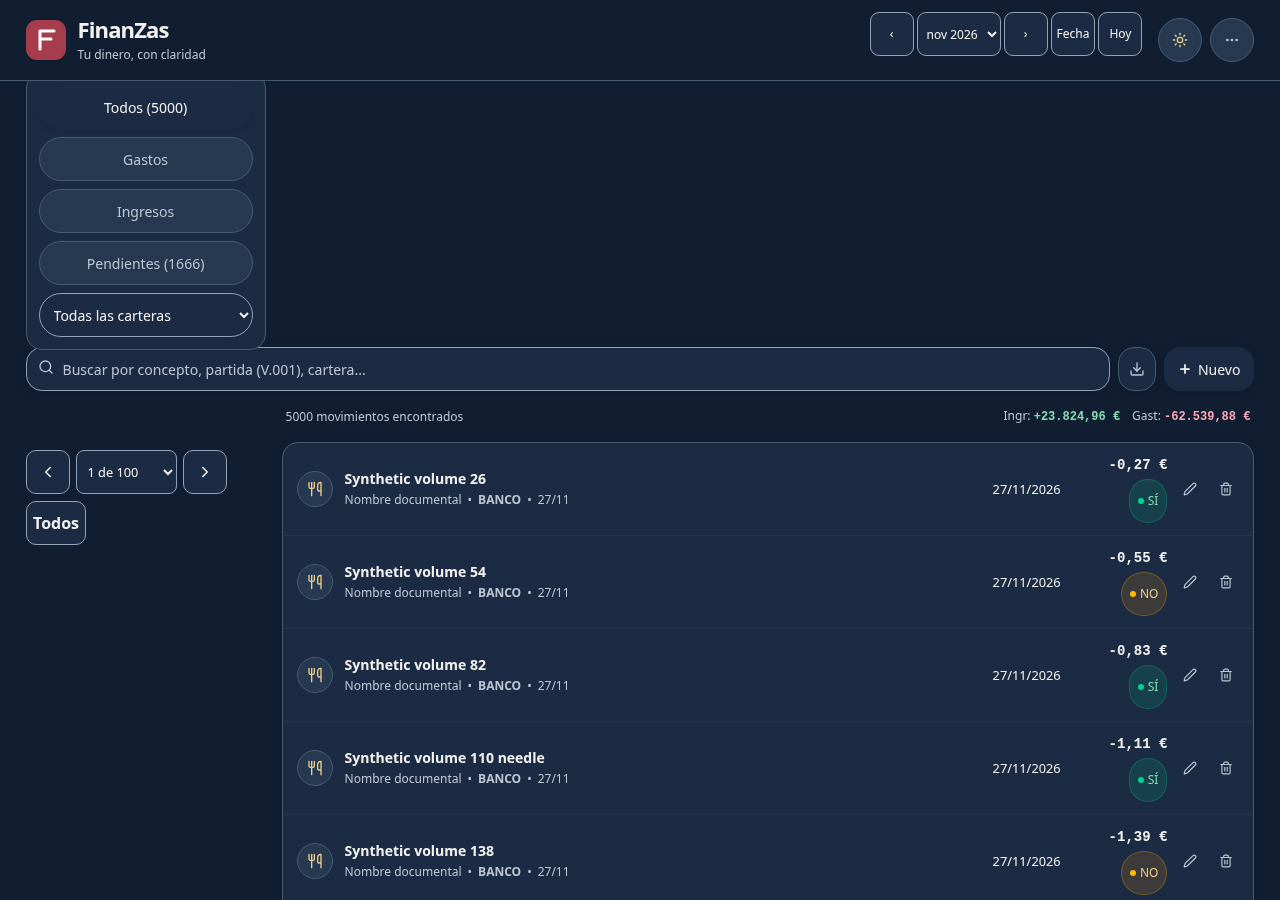 FinanZas
Tu dinero, con claridad
‹
nov 2026
›
Fecha
Hoy
Todos (5000)
Gastos
Ingresos
Pendientes (1666)
Todas las carteras
Buscar por concepto, partida (V.001), cartera...
+ Nuevo
5000 movimientos encontrados
Ingr: +23.824,96 € Gast: -62.539,88 €
1 de 100
Todos
Synthetic volume 26
Nombre documental • BANCO • 27/11
27/11/2026
-0,27 €
SÍ
Synthetic volume 54
Nombre documental • BANCO • 27/11
27/11/2026
-0,55 €
NO
Synthetic volume 82
Nombre documental • BANCO • 27/11
27/11/2026
-0,83 €
SÍ
Synthetic volume 110 needle
Nombre documental • BANCO • 27/11
27/11/2026
-1,11 €
SÍ
Synthetic volume 138
Nombre documental • BANCO • 27/11
27/11/2026
-1,39 €
NO